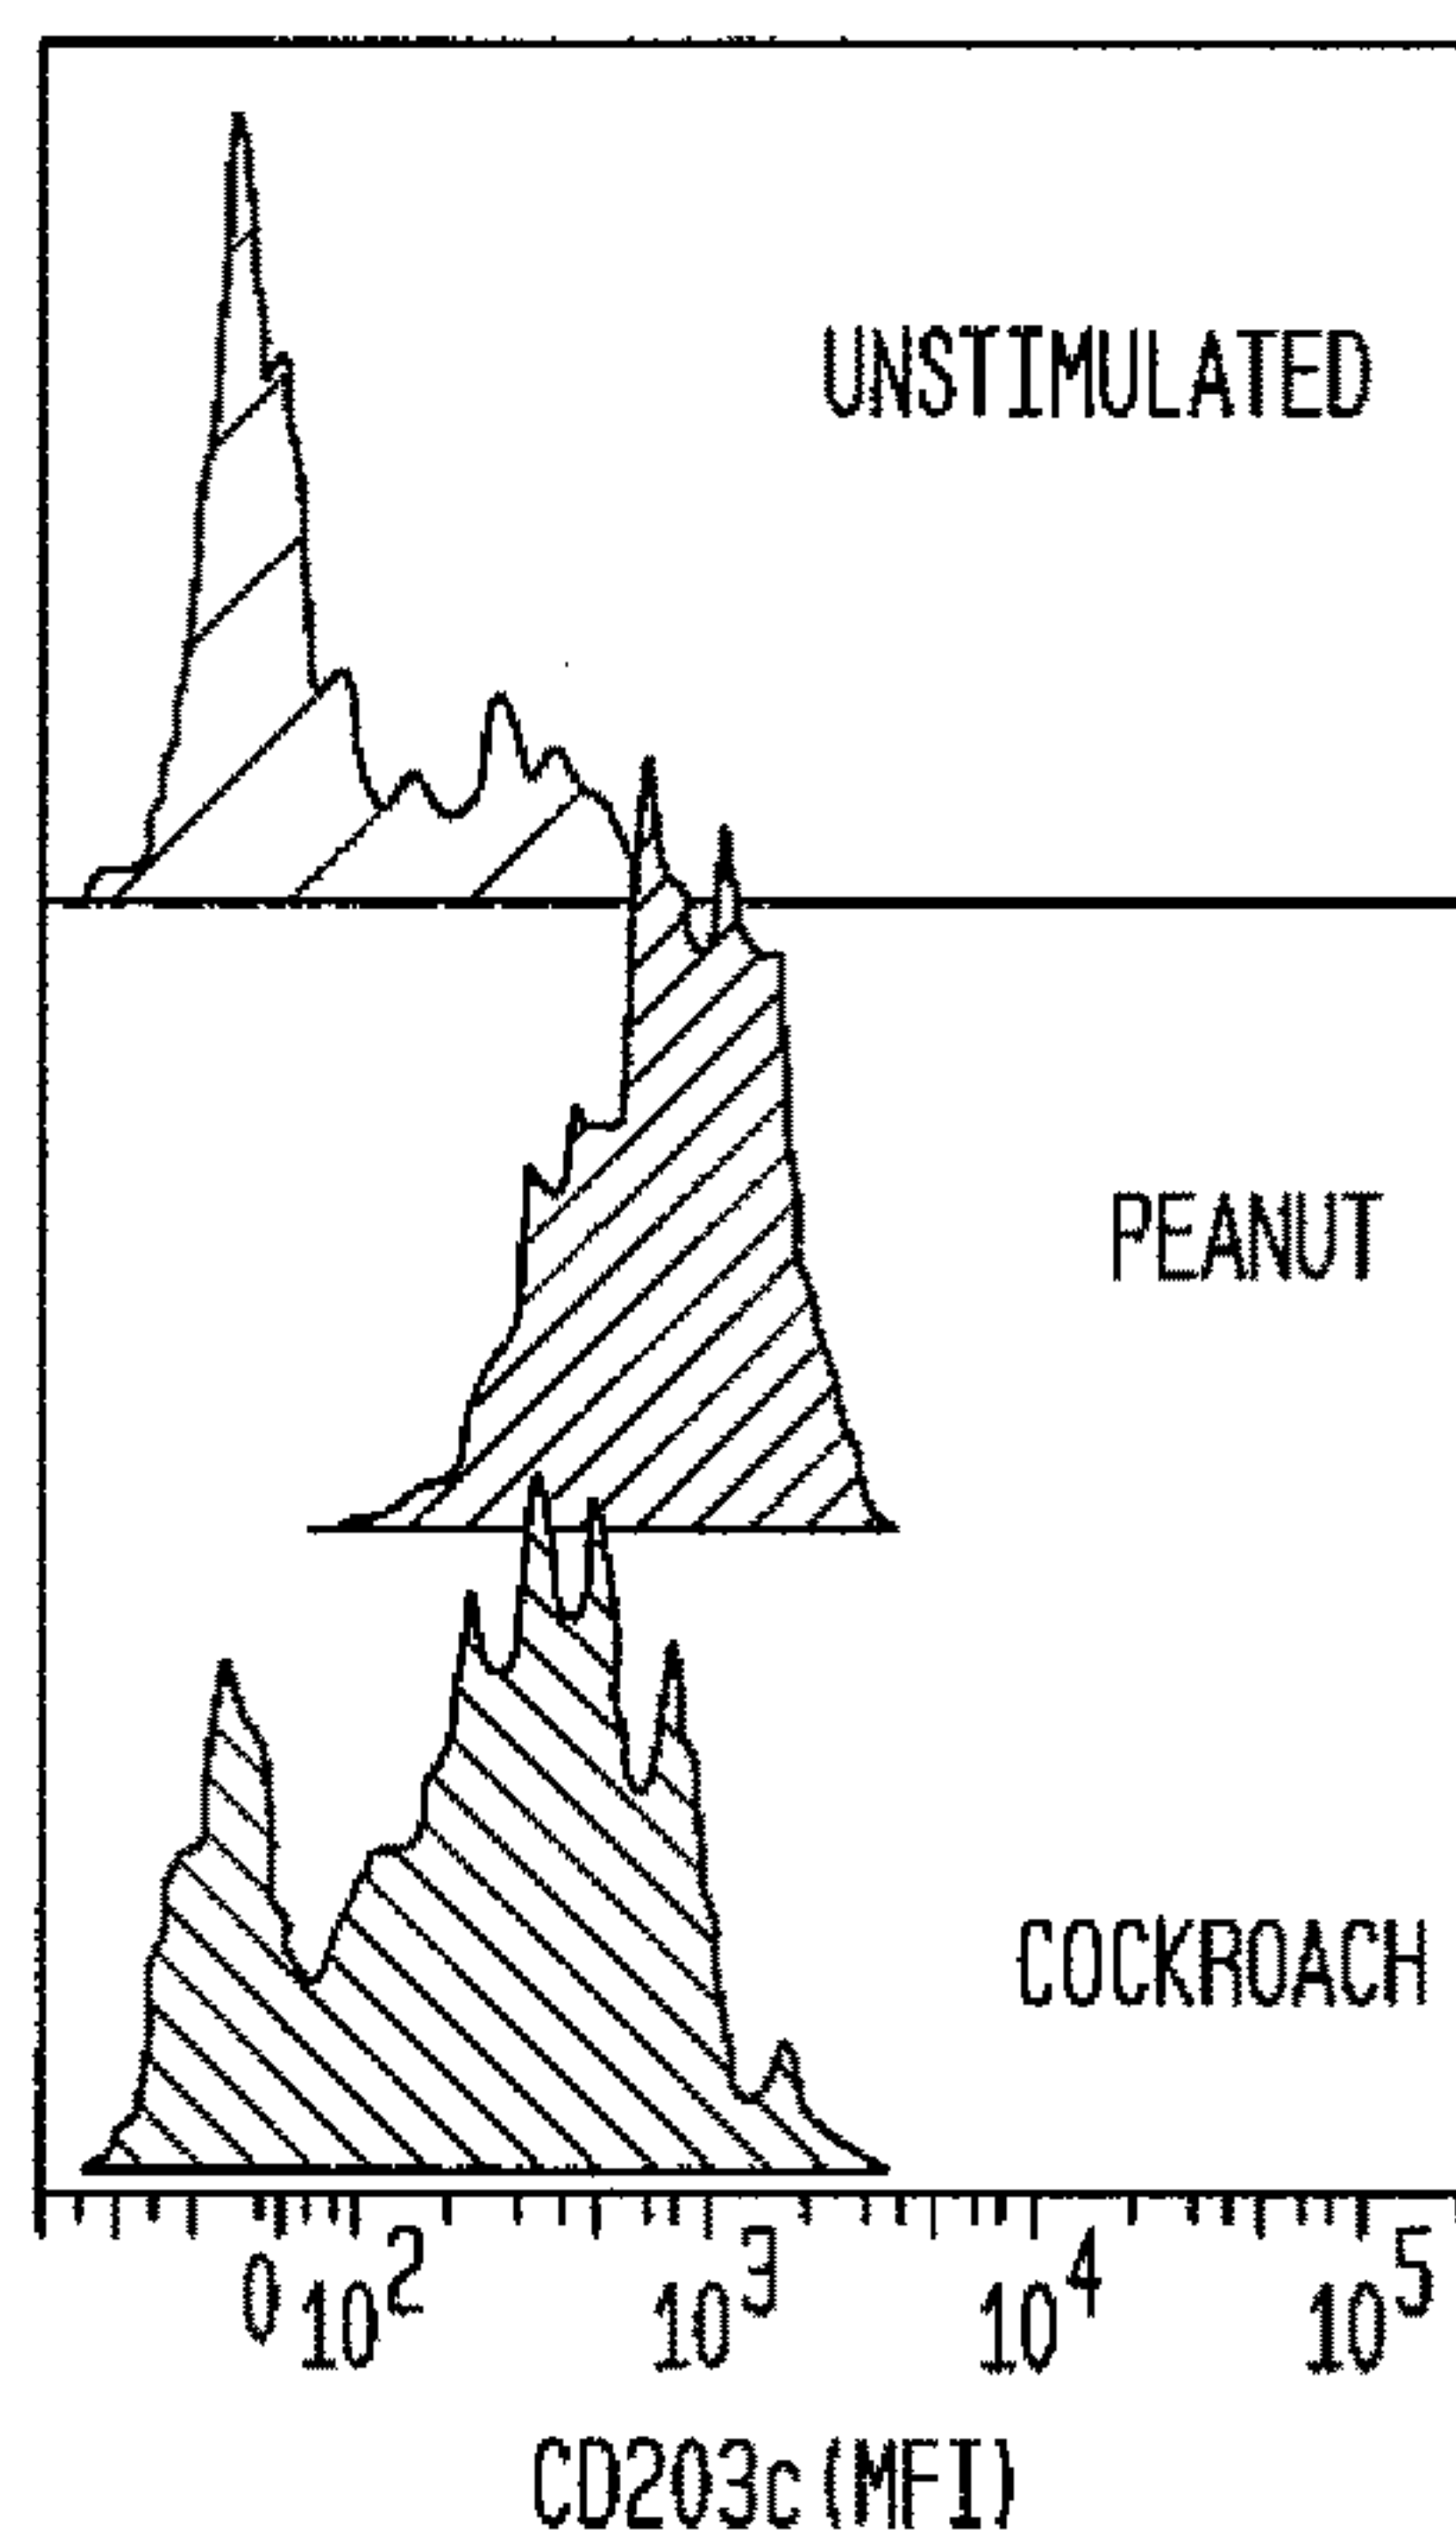 UNSTIMULATED
PEANUT
COCKROACH
0 10² 10³ 10⁴ 10⁵
CD203c (MFI)